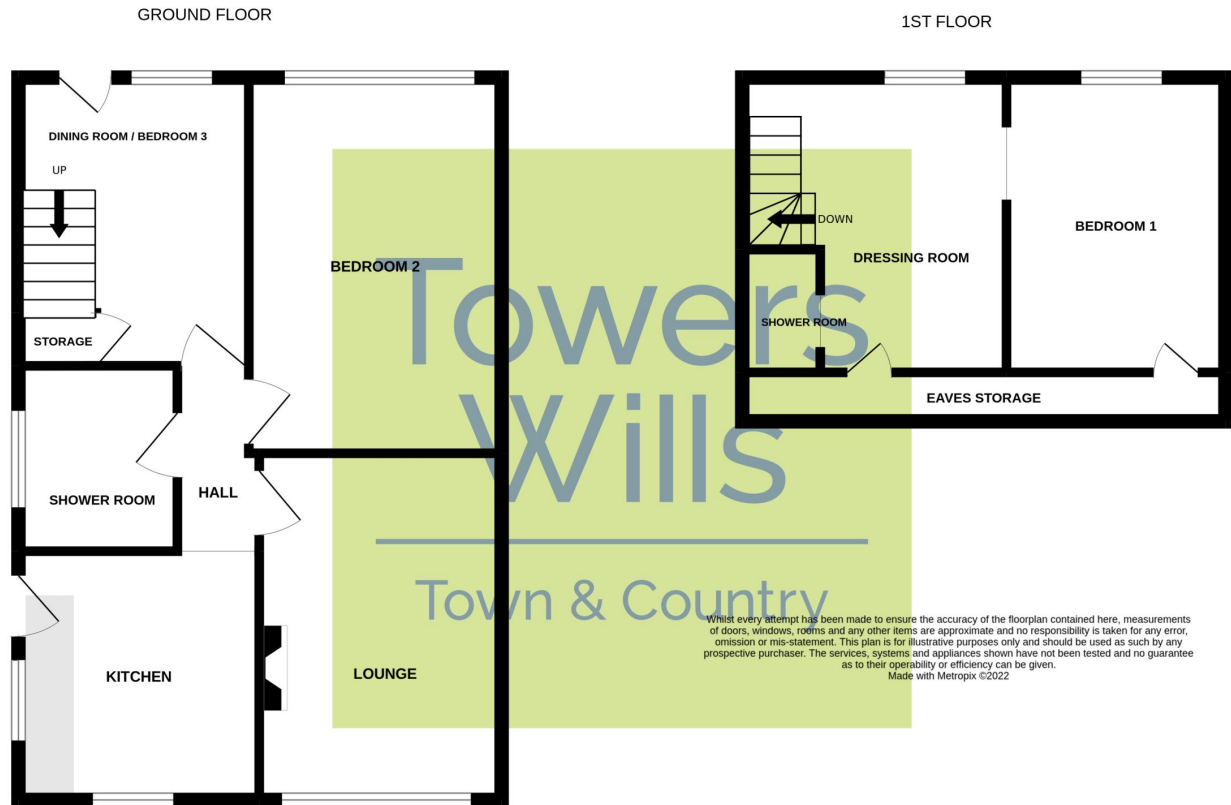 GROUND FLOOR
1ST FLOOR
DINING ROOM / BEDROOM 3
UP
STORAGE
BEDROOM 2
SHOWER ROOM
HALL
KITCHEN
LOUNGE
DOWN
DRESSING ROOM
BEDROOM 1
SHOWER ROOM
EAVES STORAGE
Towers
Wills
Town & Country
Whilst every attempt has been made to ensure the accuracy of the floorplan contained here, measurements
of doors, windows, rooms and any other items are approximate and no responsibility is taken for any error,
omission or mis-statement. This plan is for illustrative purposes only and should be used as such by any
prospective purchaser. The services, systems and appliances shown have not been tested and no guarantee
as to their operability or efficiency can be given.
Made with Metropix ©2022